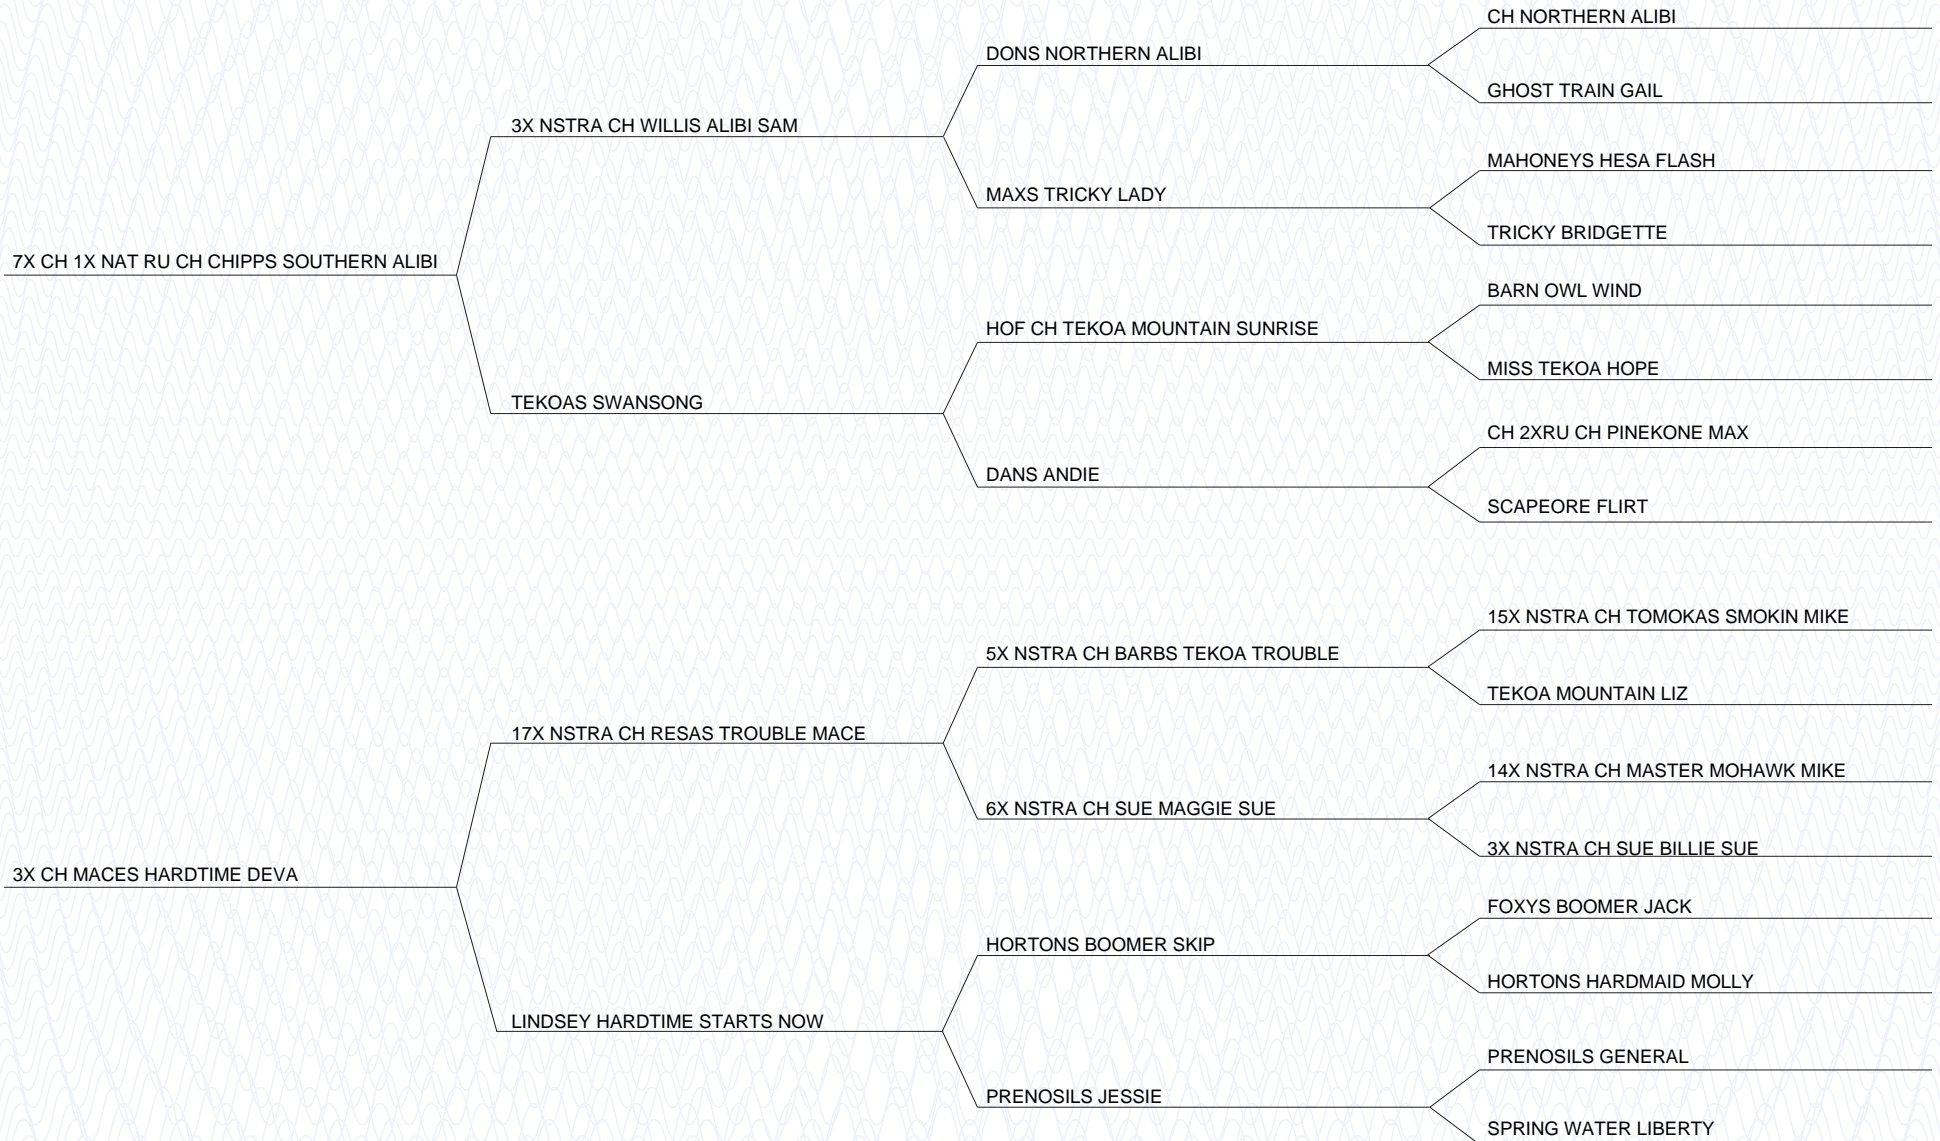 CH NORTHERN ALIBI
DONS NORTHERN ALIBI
GHOST TRAIN GAIL
3X NSTRA CH WILLIS ALIBI SAM
MAHONEYS HESA FLASH
MAXS TRICKY LADY
TRICKY BRIDGETTE
7X CH 1X NAT RU CH CHIPPS SOUTHERN ALIBI
BARN OWL WIND
HOF CH TEKOA MOUNTAIN SUNRISE
MISS TEKOA HOPE
TEKOAS SWANSONG
CH 2XRU CH PINEKONE MAX
DANS ANDIE
SCAPEORE FLIRT
15X NSTRA CH TOMOKAS SMOKIN MIKE
5X NSTRA CH BARBS TEKOA TROUBLE
TEKOA MOUNTAIN LIZ
17X NSTRA CH RESAS TROUBLE MACE
14X NSTRA CH MASTER MOHAWK MIKE
6X NSTRA CH SUE MAGGIE SUE
3X NSTRA CH SUE BILLIE SUE
3X CH MACES HARDTIME DEVA
FOXYS BOOMER JACK
HORTONS BOOMER SKIP
HORTONS HARDMAID MOLLY
LINDSEY HARDTIME STARTS NOW
PRENOSILS GENERAL
PRENOSILS JESSIE
SPRING WATER LIBERTY